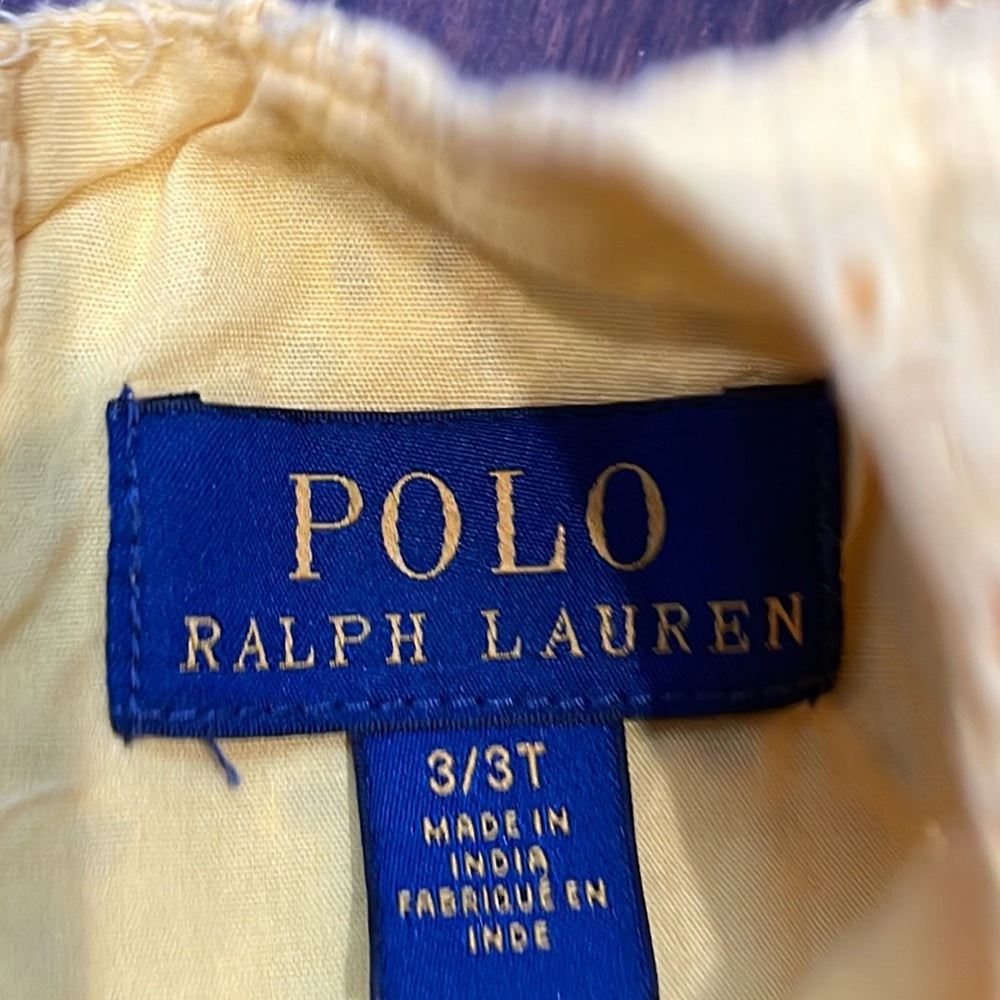 POLO
RALPH LAUREN
3/3T
MADE IN
INDIA
FABRIQUÉ EN
INDE